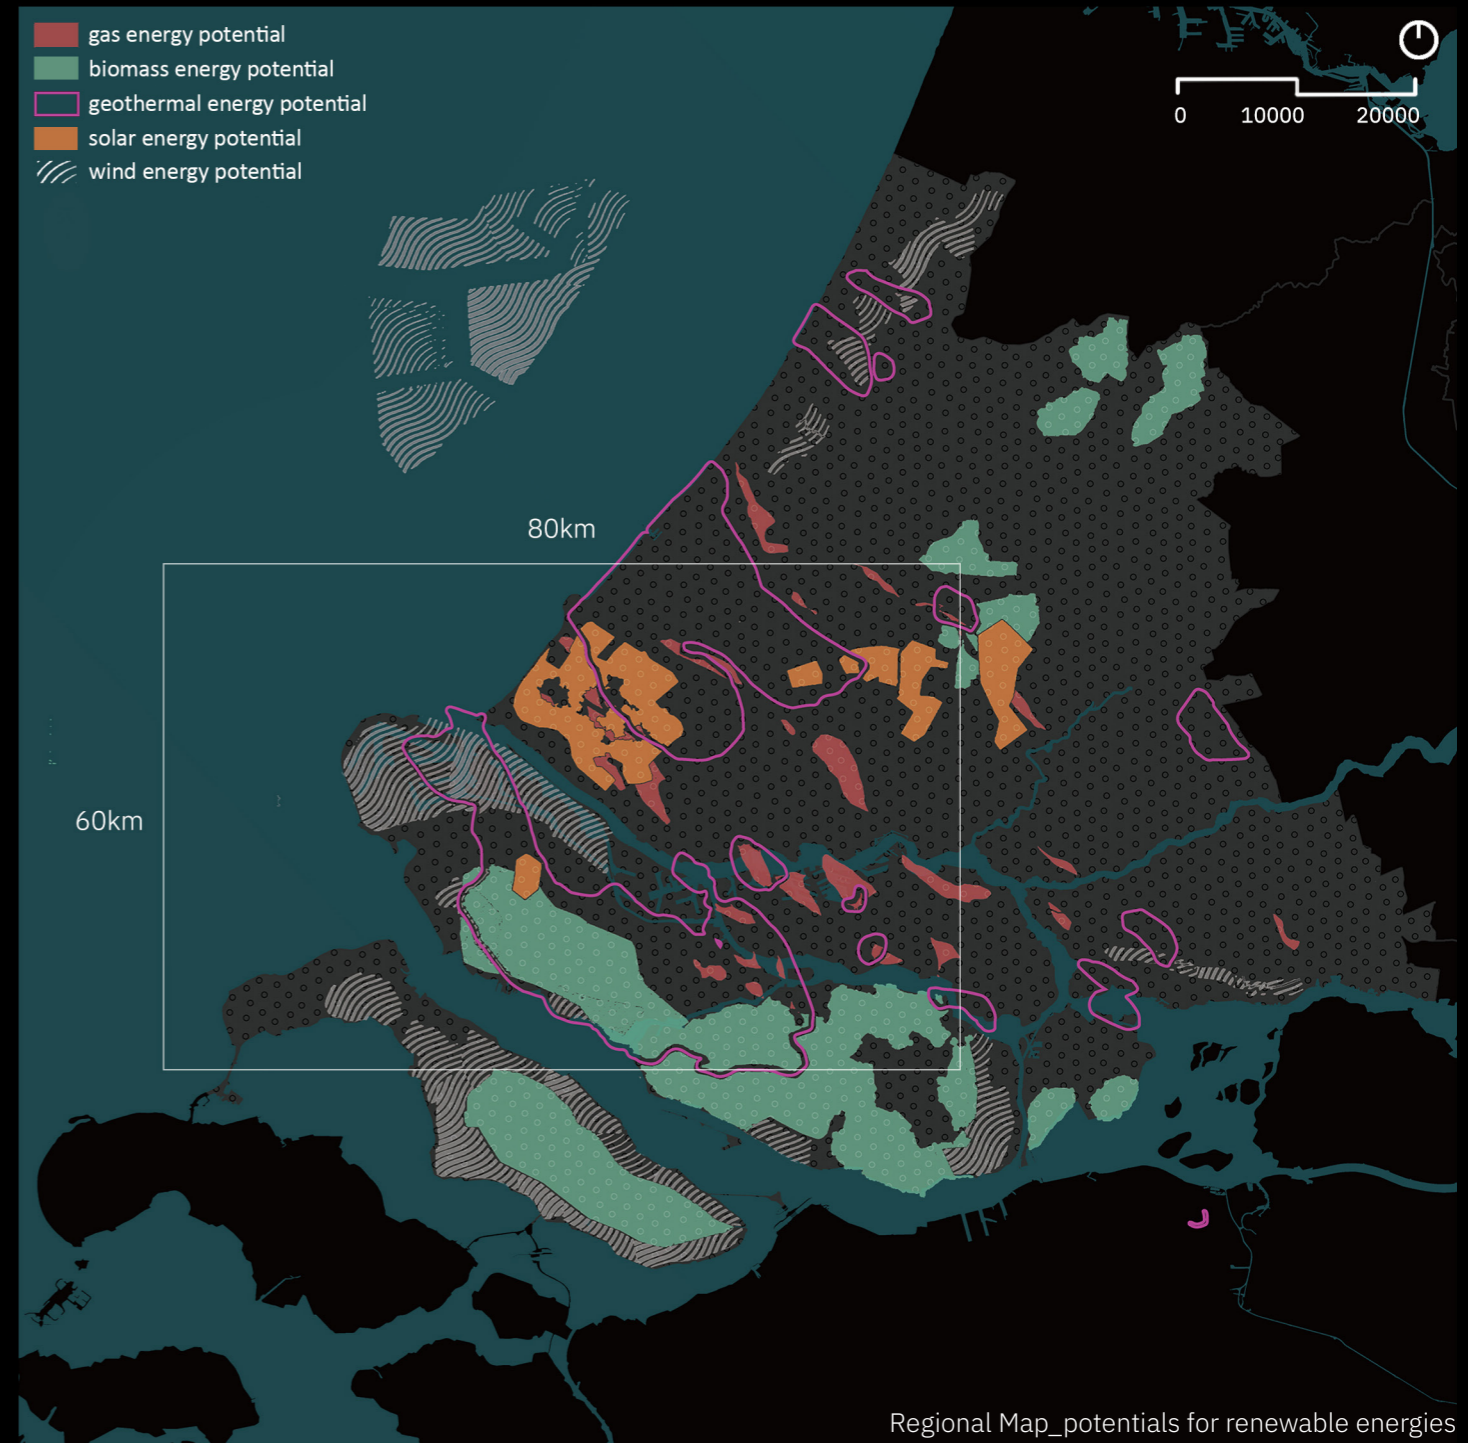 gas energy potential
biomass energy potential
geothermal energy potential
solar energy potential
wind energy potential
0 10000 20000
80km
60km
Regional Map_potentials for renewable energies